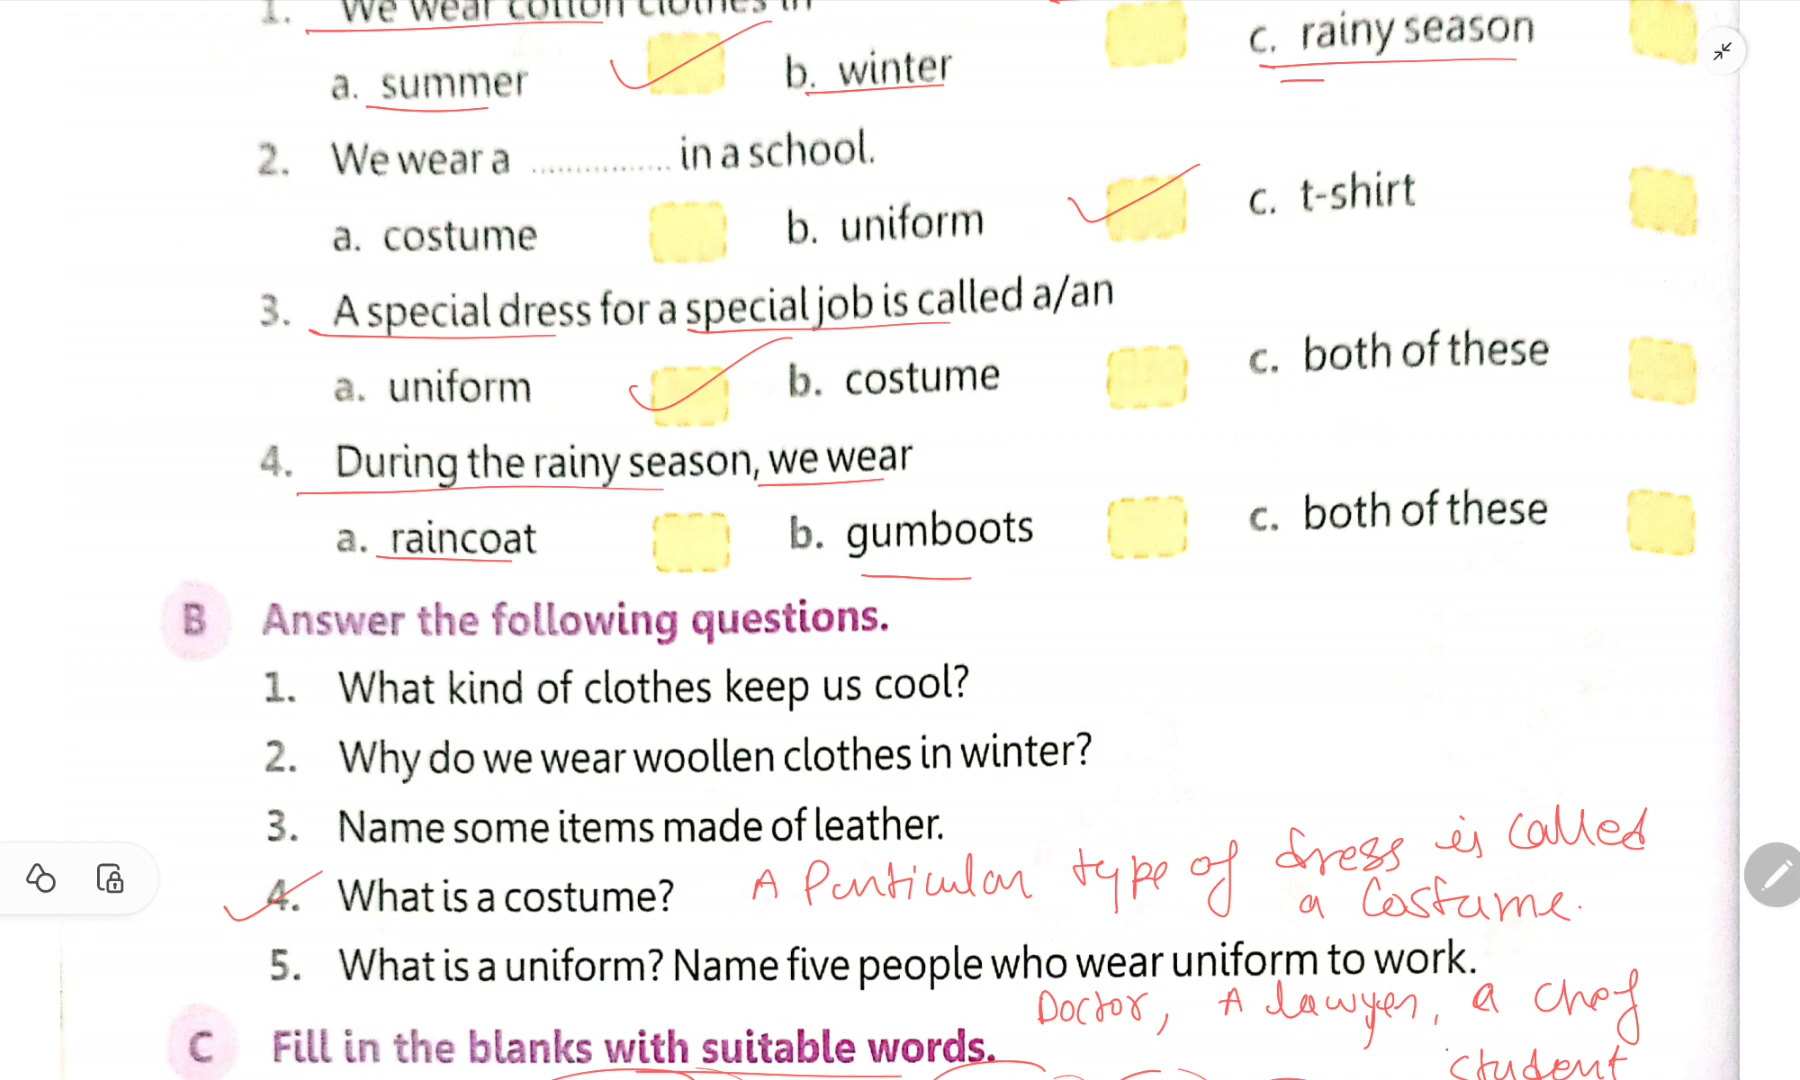 1. We wear cotton clothes in
a. summer b. winter c. rainy season
2. We wear a ............... in a school.
a. costume b. uniform c. t-shirt
3. A special dress for a special job is called a/an
a. uniform b. costume c. both of these
4. During the rainy season, we wear
a. raincoat b. gumboots c. both of these
B Answer the following questions.
1. What kind of clothes keep us cool?
2. Why do we wear woollen clothes in winter?
3. Name some items made of leather.
4. What is a costume? A Particular type of dress is called
a Costume.
5. What is a uniform? Name five people who wear uniform to work.
Doctor, A lawyer, a chef
student
C Fill in the blanks with suitable words.